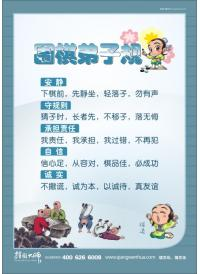 围棋弟子规
安 静
下棋前，先静坐，轻落子，勿有声
守规则
猜子时，长者先，不移子，落无悔
承担责任
我责任，我承担，我过错，不再犯
自 信
信心足，从容对，棋品佳，必成功
诚 实
不撒谎，诚为本，以诚待，真友谊
400 626 6008
www.qiangwenhua.com